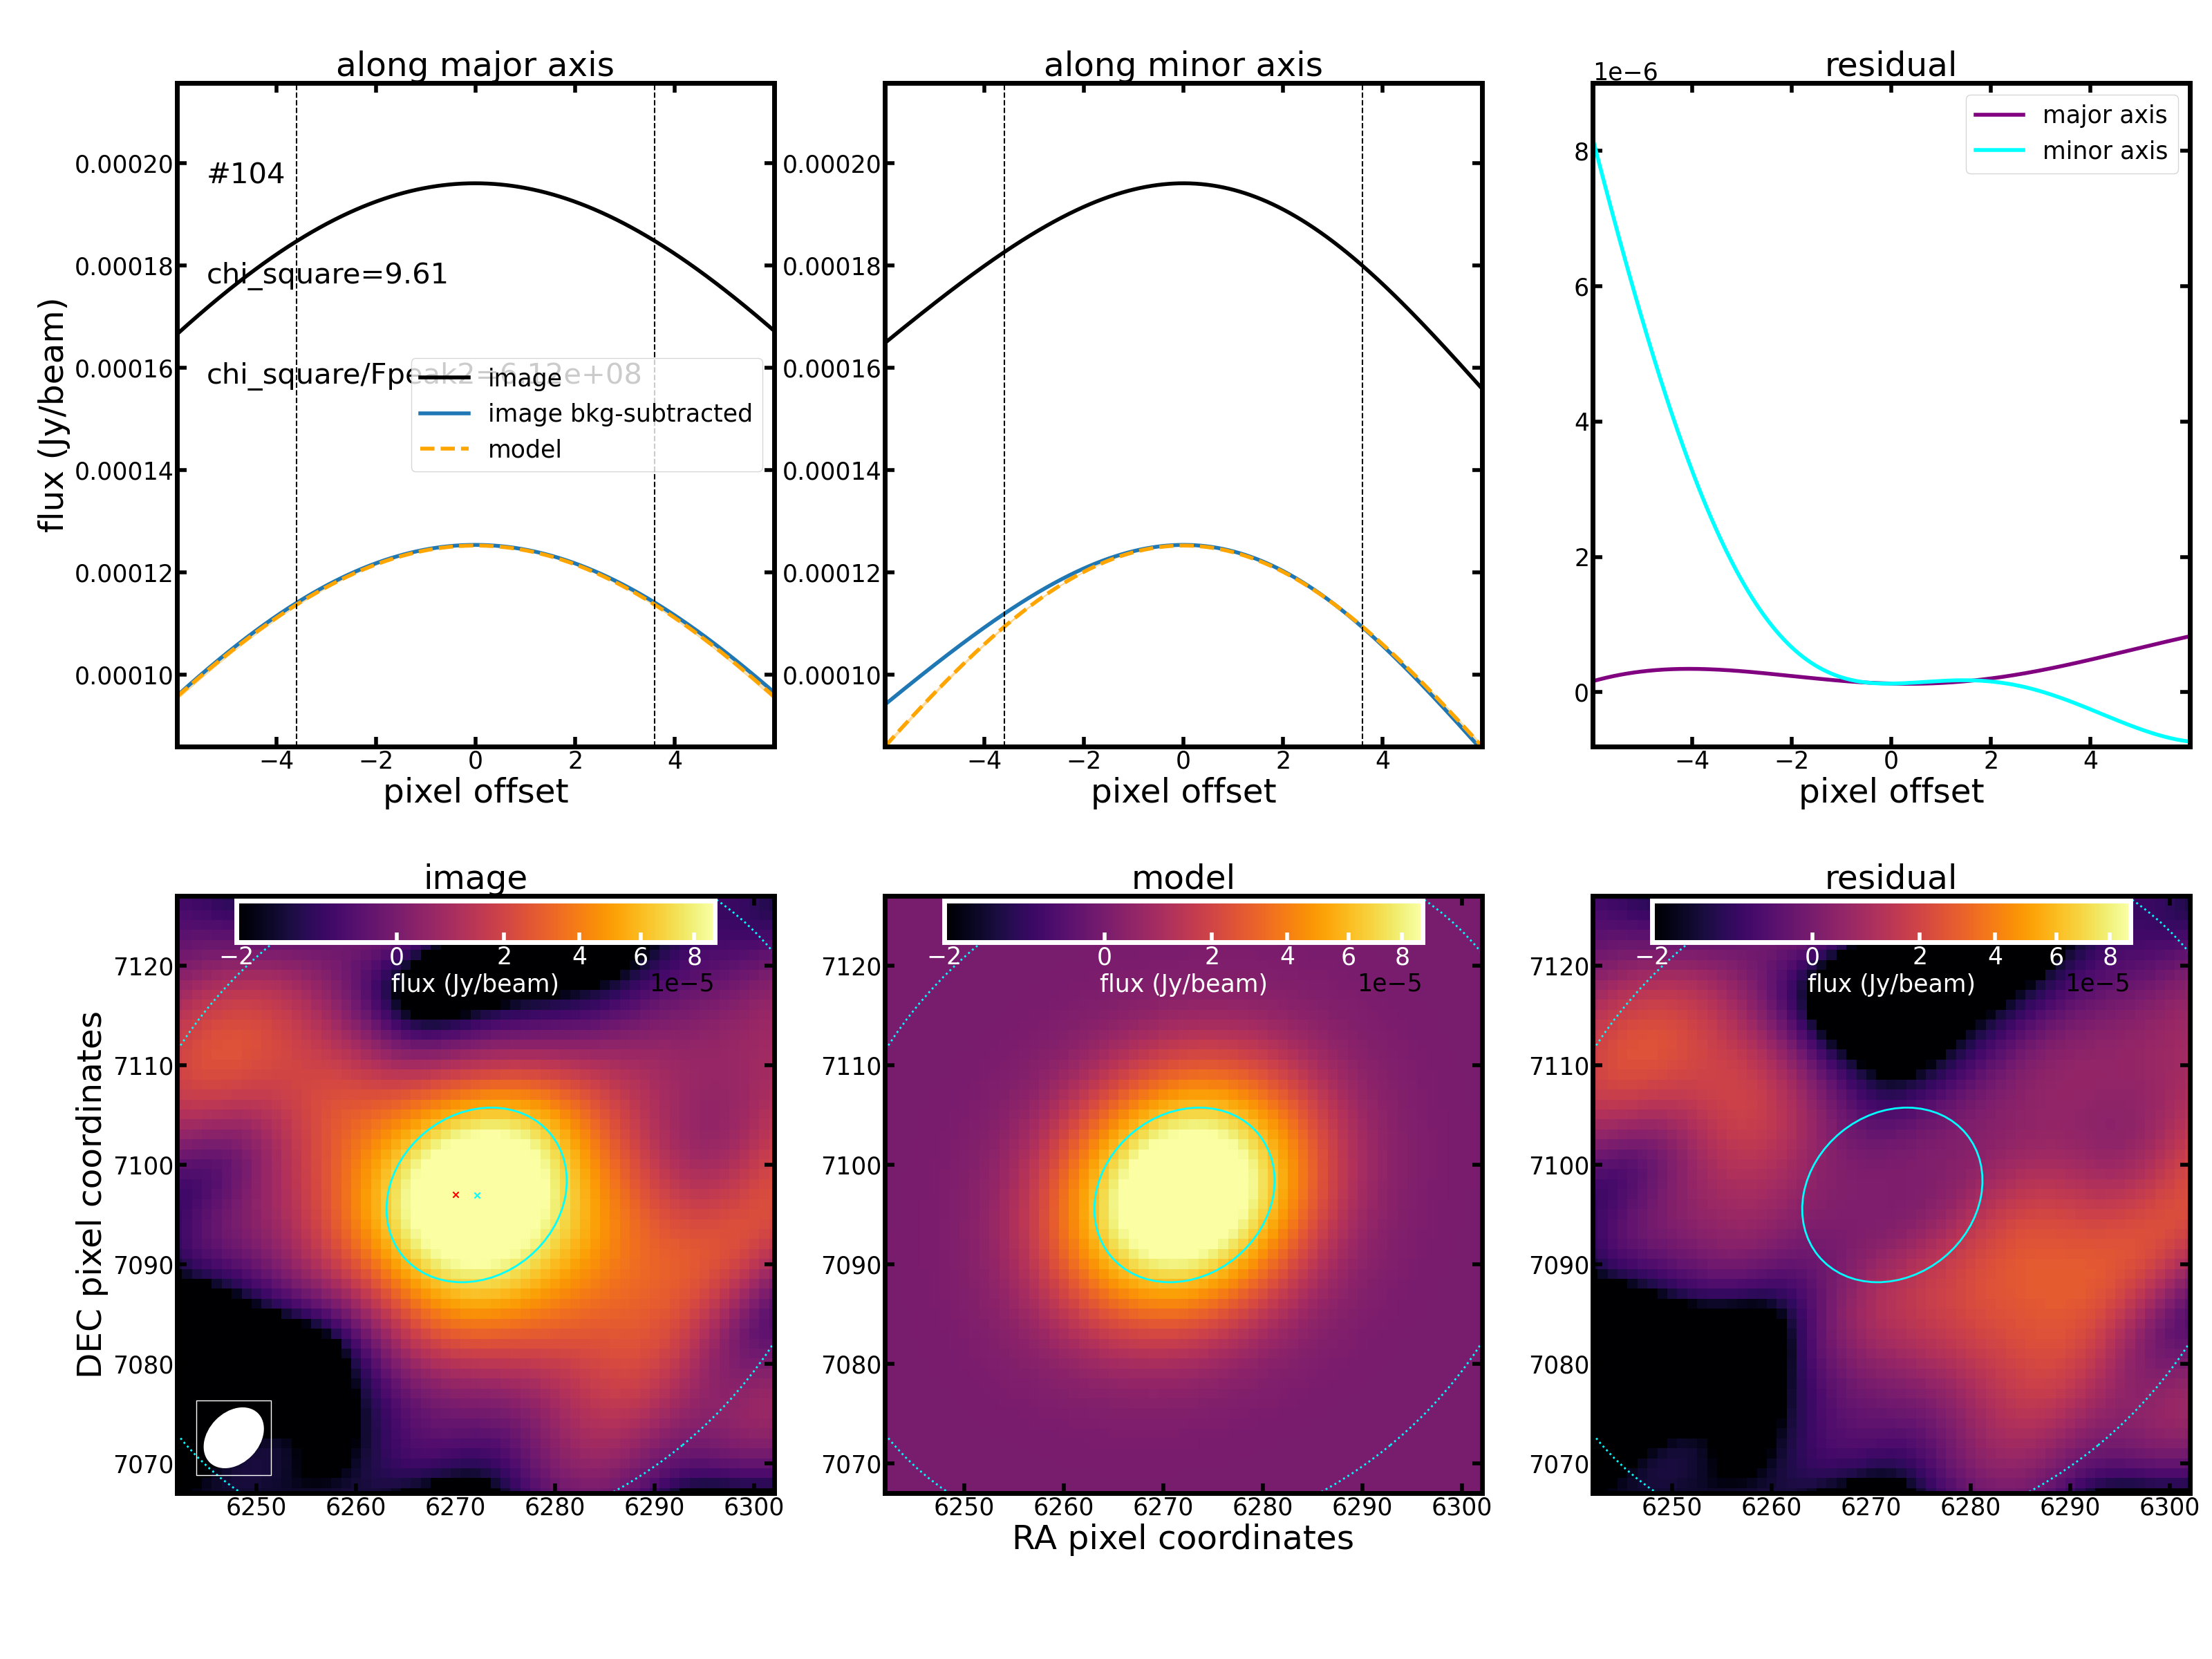 along major axis
along minor axis
residual
1e−6
flux (Jy/beam)
0.00020
0.00018
0.00016
0.00014
0.00012
0.00010
#104
chi_square=9.61
chi_square/Fpeak2=6.12e+08
image
image bkg-subtracted
model
−4 −2 0 2 4
pixel offset
0.00020
0.00018
0.00016
0.00014
0.00012
0.00010
−4 −2 0 2 4
pixel offset
major axis
minor axis
8
6
4
2
0
−4 −2 0 2 4
pixel offset
image
model
residual
DEC pixel coordinates
−2 0 2 4 6 8
flux (Jy/beam)
1e−5
7120
7110
7100
7090
7080
7070
6250 6260 6270 6280 6290 6300
−2 0 2 4 6 8
flux (Jy/beam)
1e−5
7120
7110
7100
7090
7080
7070
6250 6260 6270 6280 6290 6300
RA pixel coordinates
−2 0 2 4 6 8
flux (Jy/beam)
1e−5
7120
7110
7100
7090
7080
7070
6250 6260 6270 6280 6290 6300